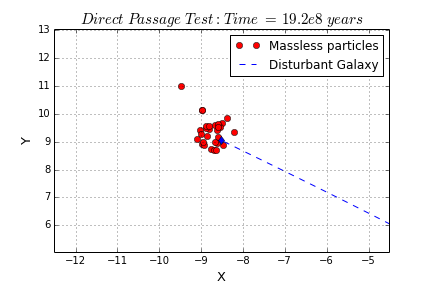 Direct Passage Test : Time = 19.2e8 years
Massless particles
Disturbant Galaxy
13
12
11
10
9
8
7
6
Y
−12 −11 −10 −9 −8 −7 −6 −5
X